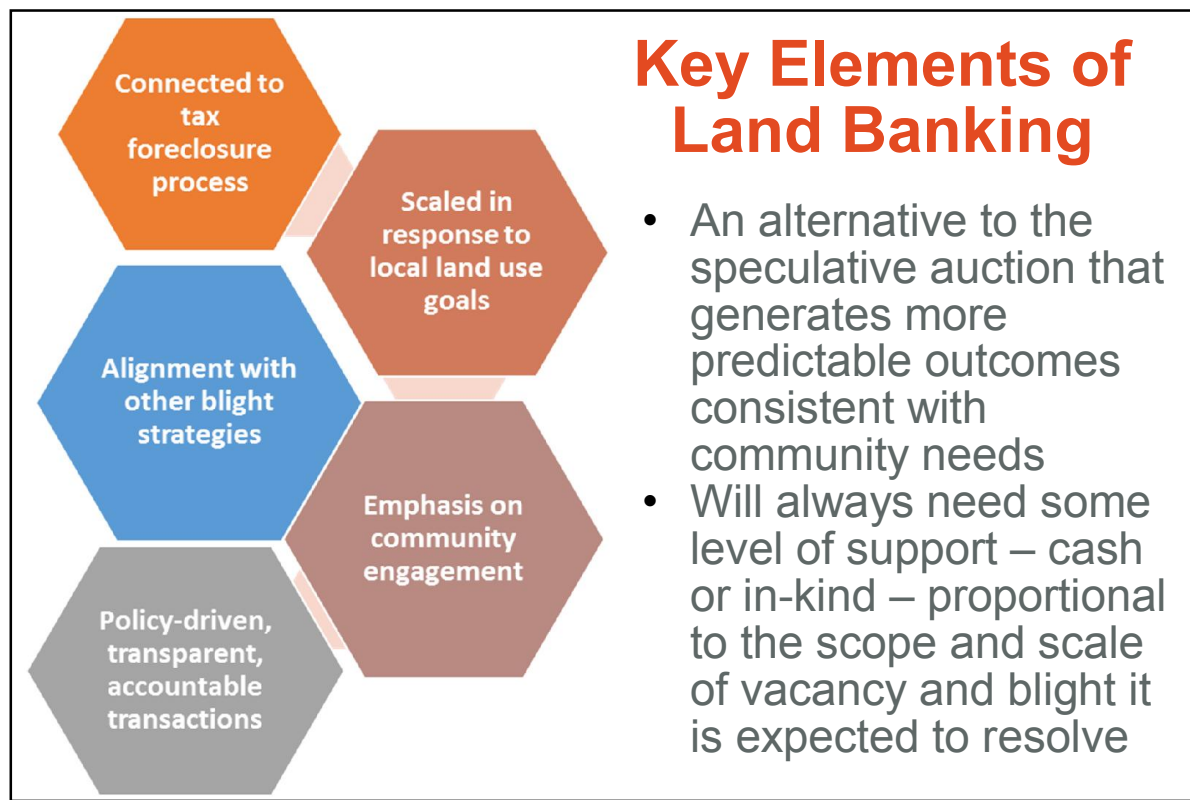 Key Elements of
Land Banking
Connected to
tax
foreclosure
process
Scaled in
response to
local land use
goals
Alignment with
other blight
strategies
Emphasis on
community
engagement
Policy-driven,
transparent,
accountable
transactions
• An alternative to the
speculative auction that
generates more
predictable outcomes
consistent with
community needs
• Will always need some
level of support – cash
or in-kind – proportional
to the scope and scale
of vacancy and blight it
is expected to resolve